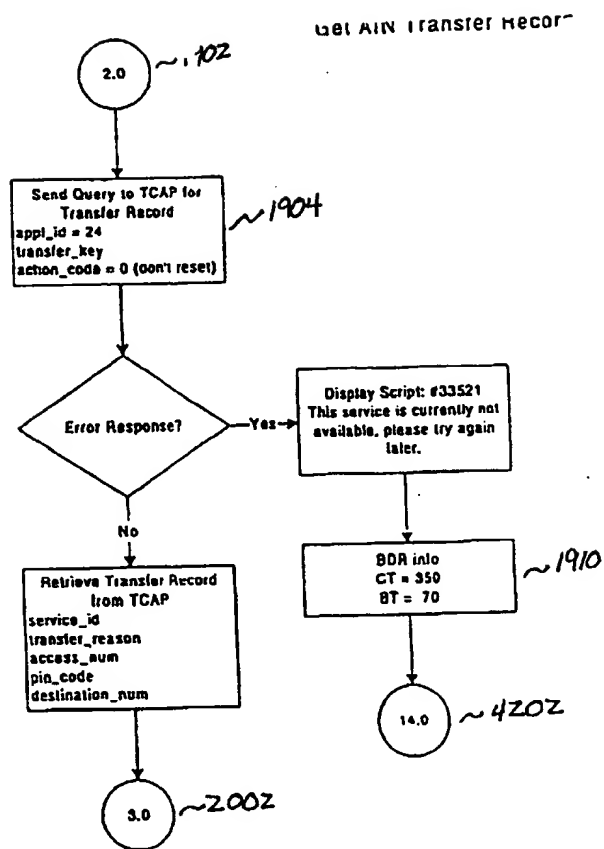 Get AIN Transfer Recor
2.0
1904
Send Query to TCAP for
Transfer Record
appl_id = 24
transfer_key
action_code = 0 (don't reset)
Error Response?
Yes
Display Script: #33521
This service is currently not
available, please try again
later.
No
BDR info
CT = 350
BT = 70
1910
Retrieve Transfer Record
from TCAP
service_id
transfer_reason
access_num
pin_code
destination_num
14.0
4202
3.0
2002